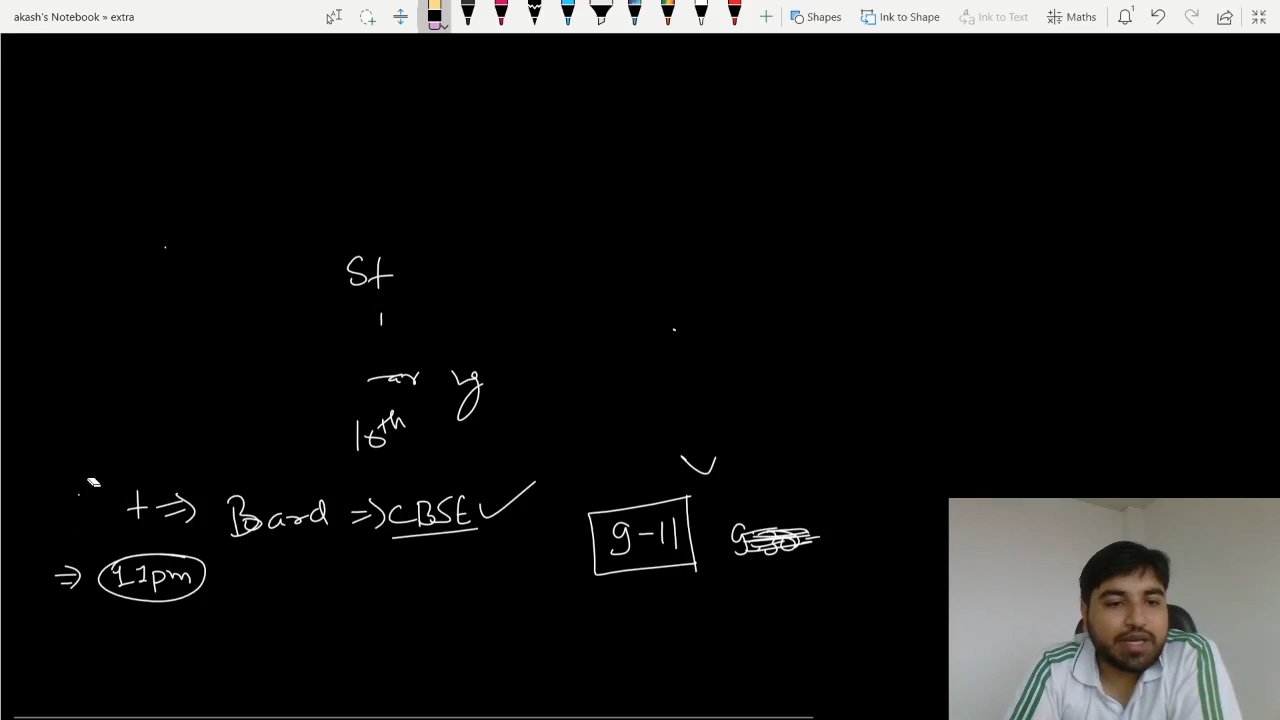 akash's Notebook » extra
Shapes Ink to Shape Ink to Text Maths
St
10th
+ ⇒ Board ⇒ CBSE ✓ 9-11
⇒ 11pm